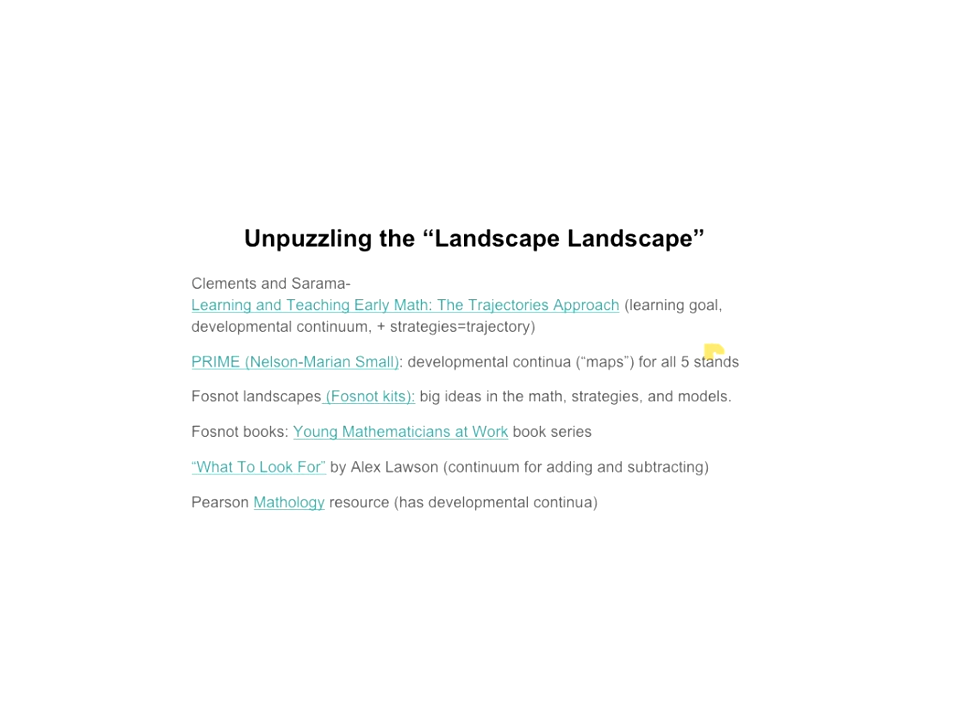 Unpuzzling the “Landscape Landscape”
Clements and Sarama-
Learning and Teaching Early Math: The Trajectories Approach (learning goal,
developmental continuum, + strategies=trajectory)
PRIME (Nelson-Marian Small): developmental continua (“maps”) for all 5 stands
Fosnot landscapes (Fosnot kits): big ideas in the math, strategies, and models.
Fosnot books: Young Mathematicians at Work book series
“What To Look For” by Alex Lawson (continuum for adding and subtracting)
Pearson Mathology resource (has developmental continua)